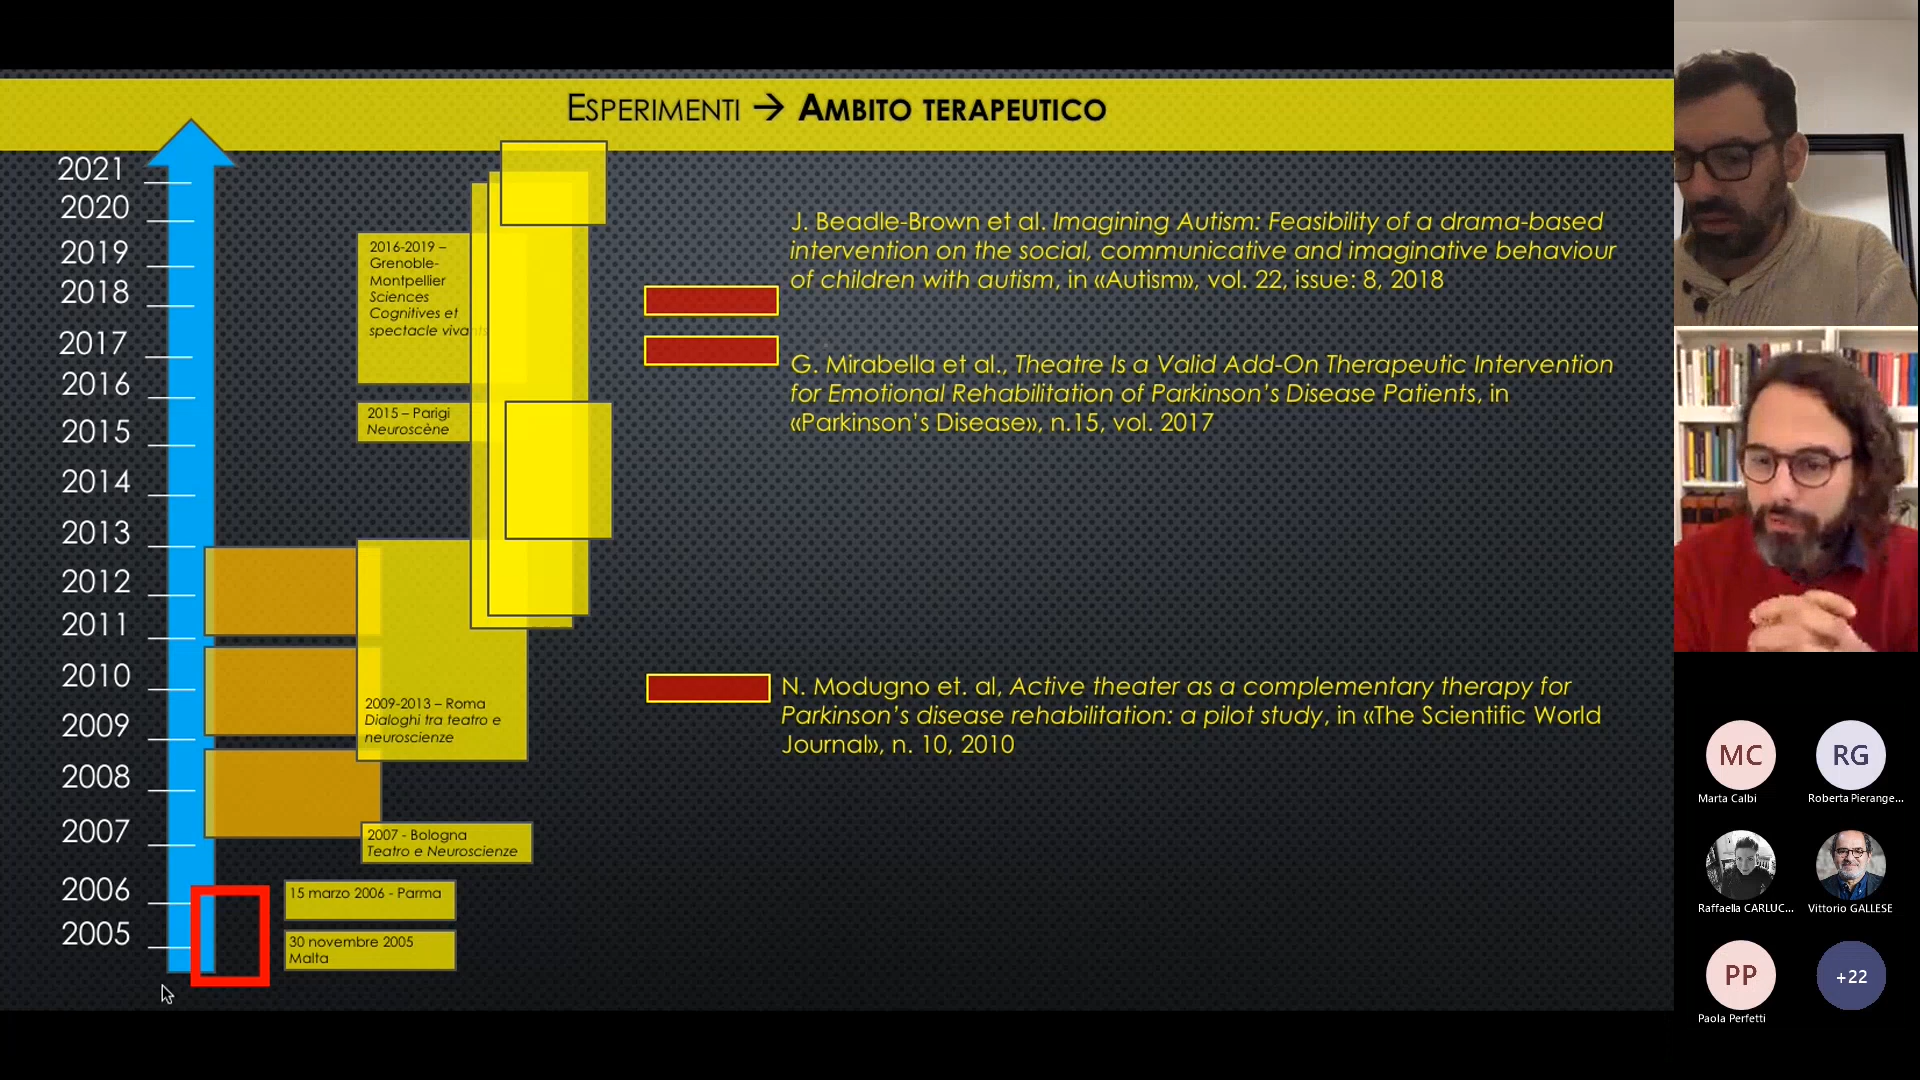 Esperimenti → Ambito terapeutico
2021
2020
2019
2018
2017
2016
2015
2014
2013
2012
2011
2010
2009
2008
2007
2006
2005
2016-2019 –
Grenoble-
Montpellier
Sciences
Cognitives et
spectacle vivants
2015 – Parigi
Neuroscène
2009-2013 – Roma
Dialoghi tra teatro e
neuroscienze
2007 - Bologna
Teatro e Neuroscienze
15 marzo 2006 - Parma
30 novembre 2005
Malta
J. Beadle-Brown et al. Imagining Autism: Feasibility of a drama-based
intervention on the social, communicative and imaginative behaviour
of children with autism, in «Autism», vol. 22, issue: 8, 2018
G. Mirabella et al., Theatre Is a Valid Add-On Therapeutic Intervention
for Emotional Rehabilitation of Parkinson’s Disease Patients, in
«Parkinson’s Disease», n.15, vol. 2017
N. Modugno et. al, Active theater as a complementary therapy for
Parkinson’s disease rehabilitation: a pilot study, in «The Scientific World
Journal», n. 10, 2010
MC
Marta Calbi
RG
Roberta Pierange...
Raffaella CARLUC...
Vittorio GALLESE
PP
Paola Perfetti
+22